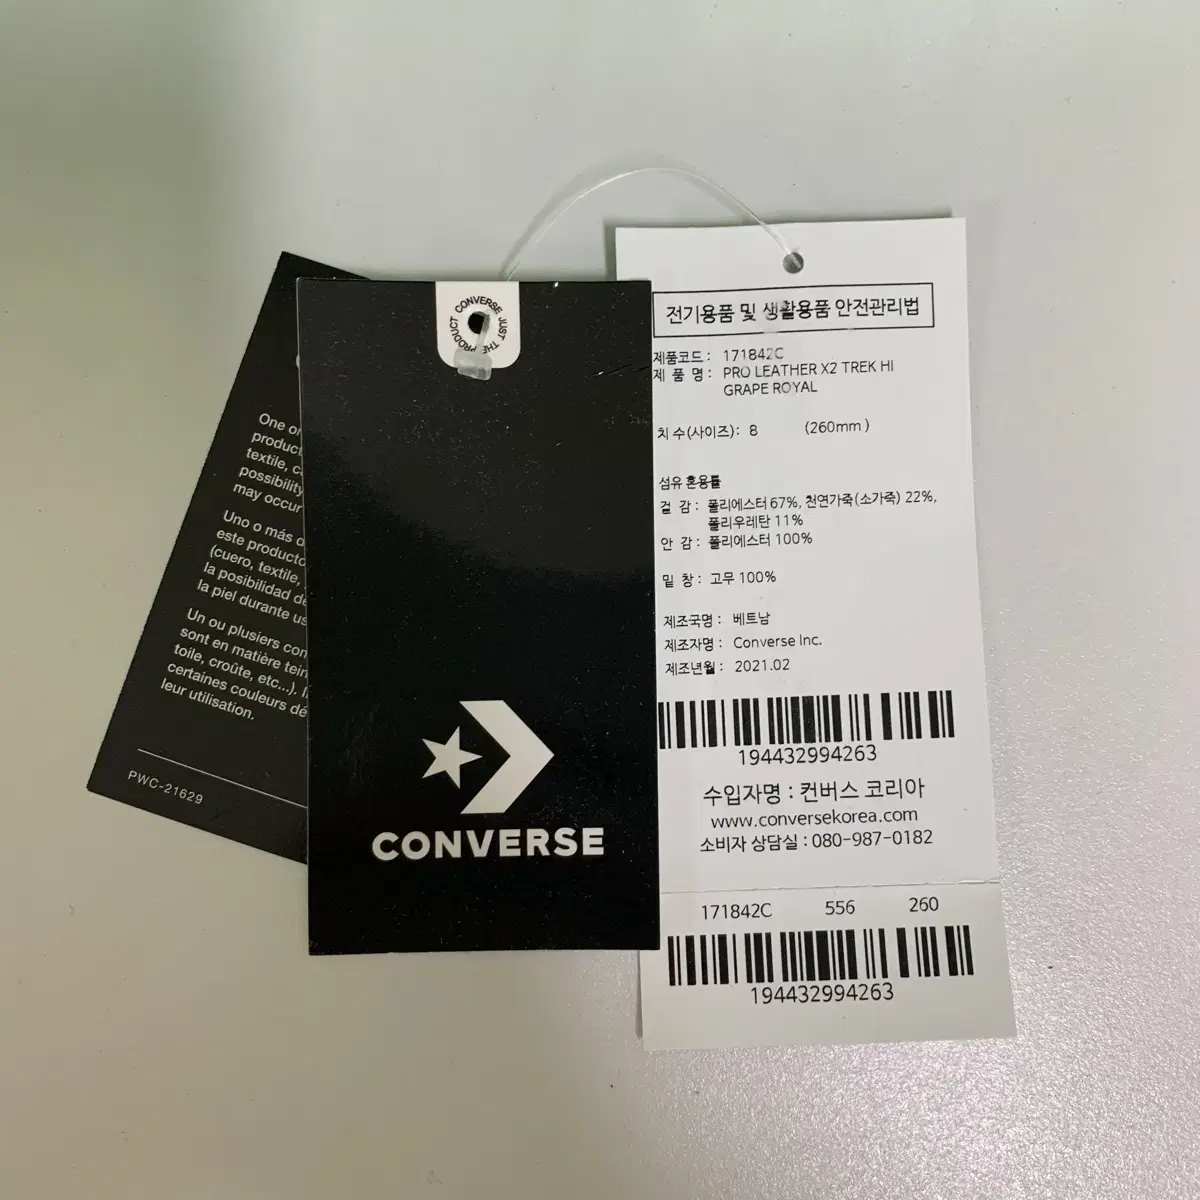 One or
product
textile, c
possibility
may occur
Uno o más d
este producto
(cuero, textile,
la posibilidad de
la piel durante us
Un ou plusiers con
sont en matière tein
toile, croûte, etc...). I
certaines couleurs dé
leur utilisation.
PWC-21629
CONVERSE JUST THE PRODUCT
CONVERSE
전기용품 및 생활용품 안전관리법
제품코드 : 171842C
제 품 명 : PRO LEATHER X2 TREK HI
GRAPE ROYAL
치 수(사이즈) : 8 (260mm )
섬유 혼용률
겉 감 : 폴리에스터 67%, 천연가죽(소가죽) 22%,
폴리우레탄 11%
안 감 : 폴리에스터 100%
밑 창 : 고무 100%
제조국명 : 베트남
제조자명 : Converse Inc.
제조년월 : 2021.02
194432994263
수입자명 : 컨버스 코리아
www.conversekorea.com
소비자 상담실 : 080-987-0182
171842C 556 260
194432994263